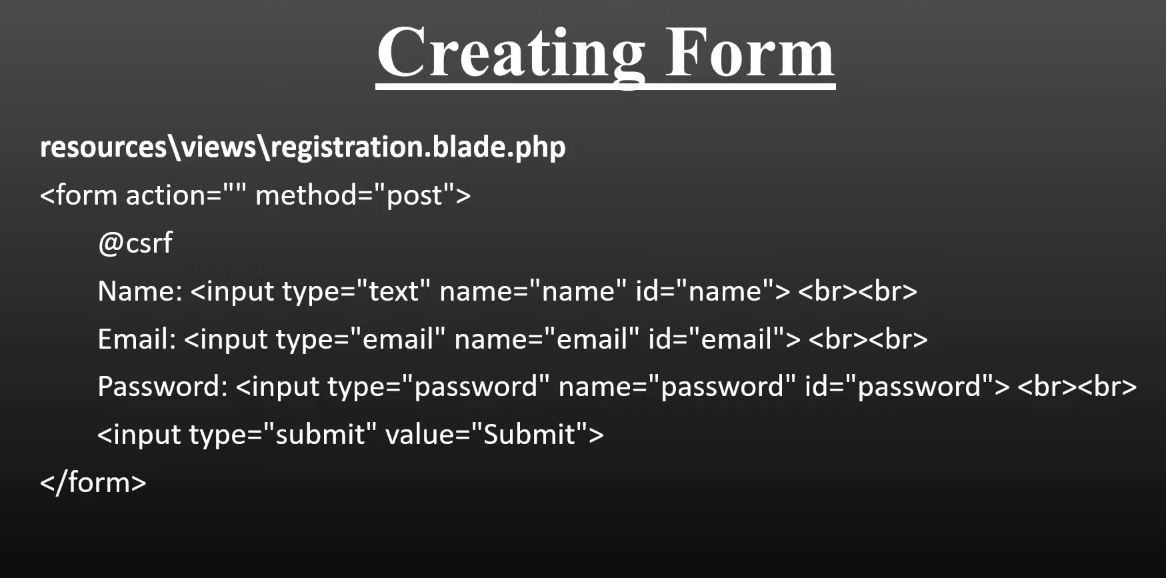 Creating Form
resources\views\registration.blade.php
<form action="" method="post">
@csrf
Name: <input type="text" name="name" id="name"> <br><br>
Email: <input type="email" name="email" id="email"> <br><br>
Password: <input type="password" name="password" id="password"> <br><br>
<input type="submit" value="Submit">
</form>